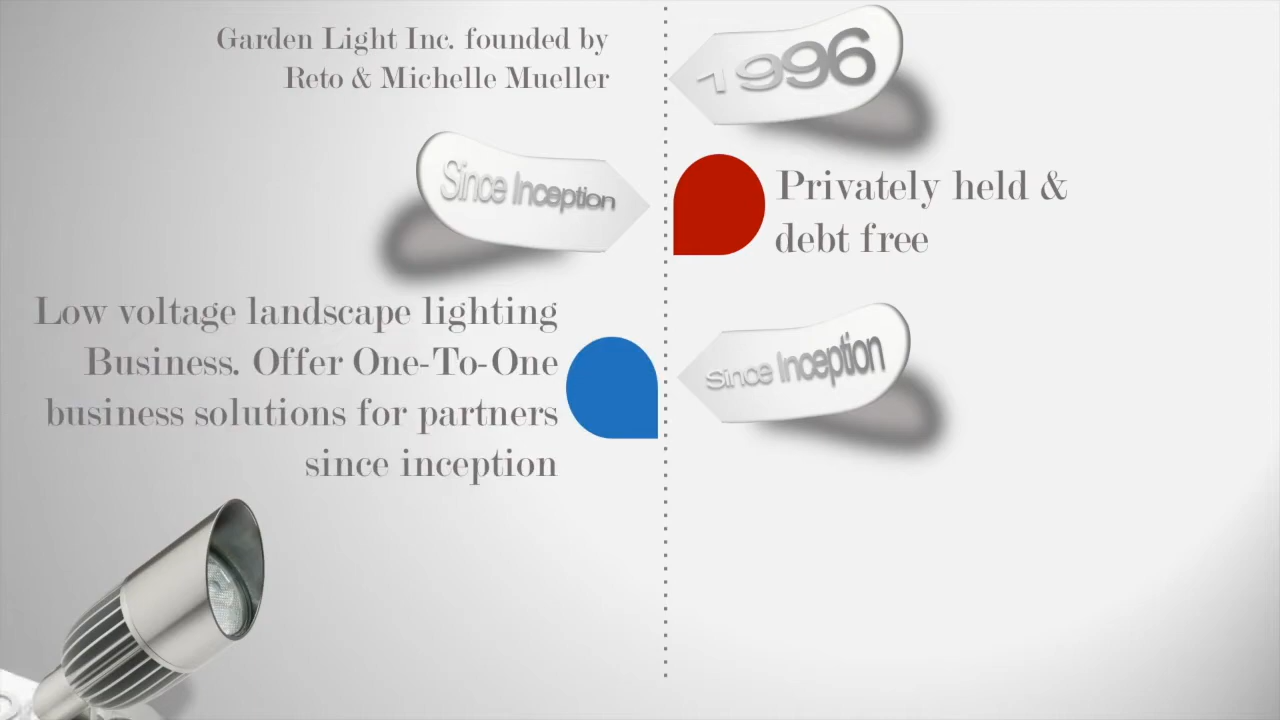 Garden Light Inc. founded by
Reto & Michelle Mueller
1996
Since Inception
Privately held &
debt free
Low voltage landscape lighting
Business. Offer One-To-One
business solutions for partners
since inception
Since Inception